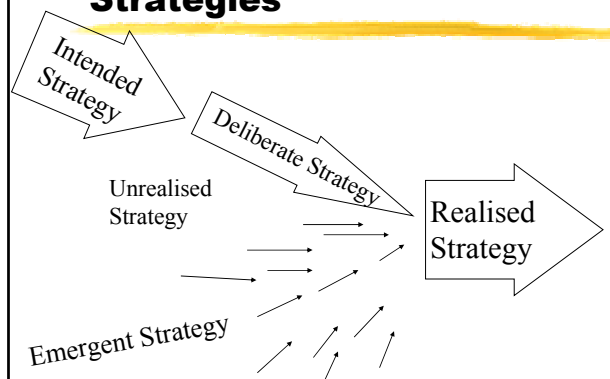 Strategies
Intended
Strategy
Deliberate Strategy
Unrealised
Strategy
Realised
Strategy
Emergent Strategy